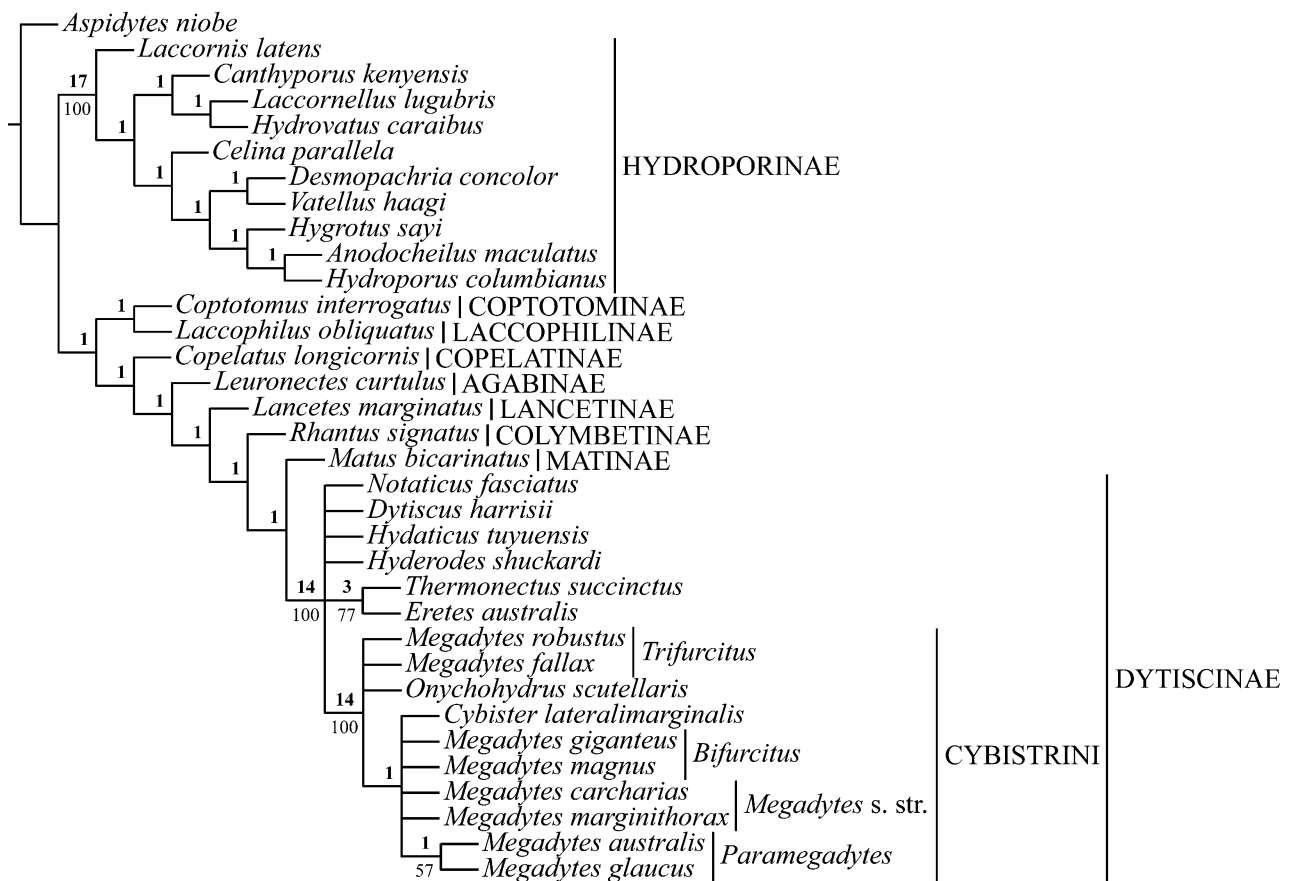 Aspidytes niobe
Laccornis latens
17
1
Canthyporus kenyensis
100
1
Laccornellus lugubris
1
Hydrovatus caraibus
Celina parallela
HYDROPORINAE
1
1
Desmopachria concolor
1
Vatellus haagi
1
Hygrotus sayi
1
Anodocheilus maculatus
Hydroporus columbianus
1
Coptotomus interrogatus COPTOTOMINAE
1
Laccophilus obliquatus LACCOPHILINAE
1
Copelatus longicornis COPELATINAE
1
Leuronectes curtulus AGABINAE
1
Lancetes marginatus LANCETINAE
1
Rhantus signatus COLYMBETINAE
1
Matus bicarinatus MATINAE
Notaticus fasciatus
Dytiscus harrisii
Hydaticus tuyuensis
Hyderodes shuckardi
14
3
Thermonectus succinctus
100
77
Eretes australis
Megadytes robustus
Megadytes fallax
Trifurcitus
DYTISCINAE
14
Onychohydrus scutellaris
100
Cybister lateralimarginalis
Megadytes giganteus
Bifurcitus
CYBISTRINI
1
Megadytes magnus
Megadytes carcharias
Megadytes s. str.
Megadytes marginithorax
1
Megadytes australis
Paramegadytes
57
Megadytes glaucus